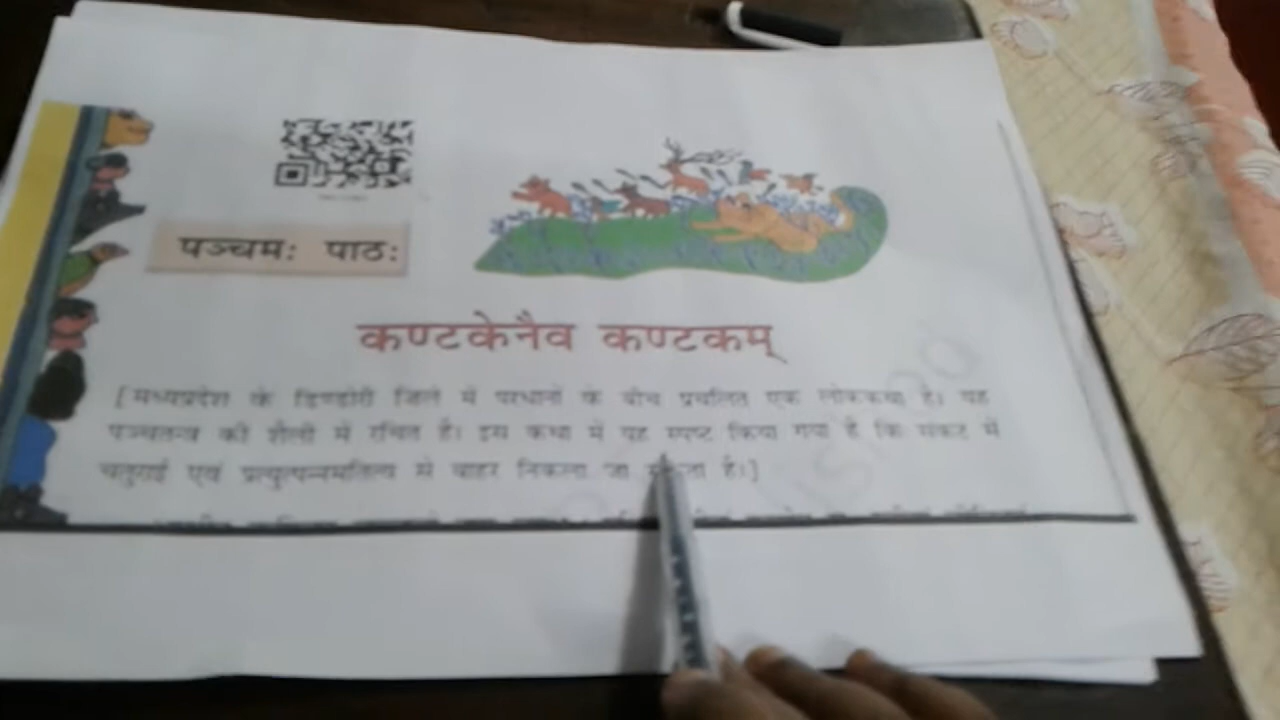 पञ्चमः पाठः
कण्टकेनैव कण्टकम्
[मध्यप्रदेश के डिण्डोरी जिले में परधानों के बीच प्रचलित एक लोककथा है। यह
पञ्चतन्त्र की शैली में रचित है। इस कथा में यह स्पष्ट किया गया है कि संकट में
चतुराई एवं प्रत्युत्पन्नमतित्व से बाहर निकला जा सकता है।]